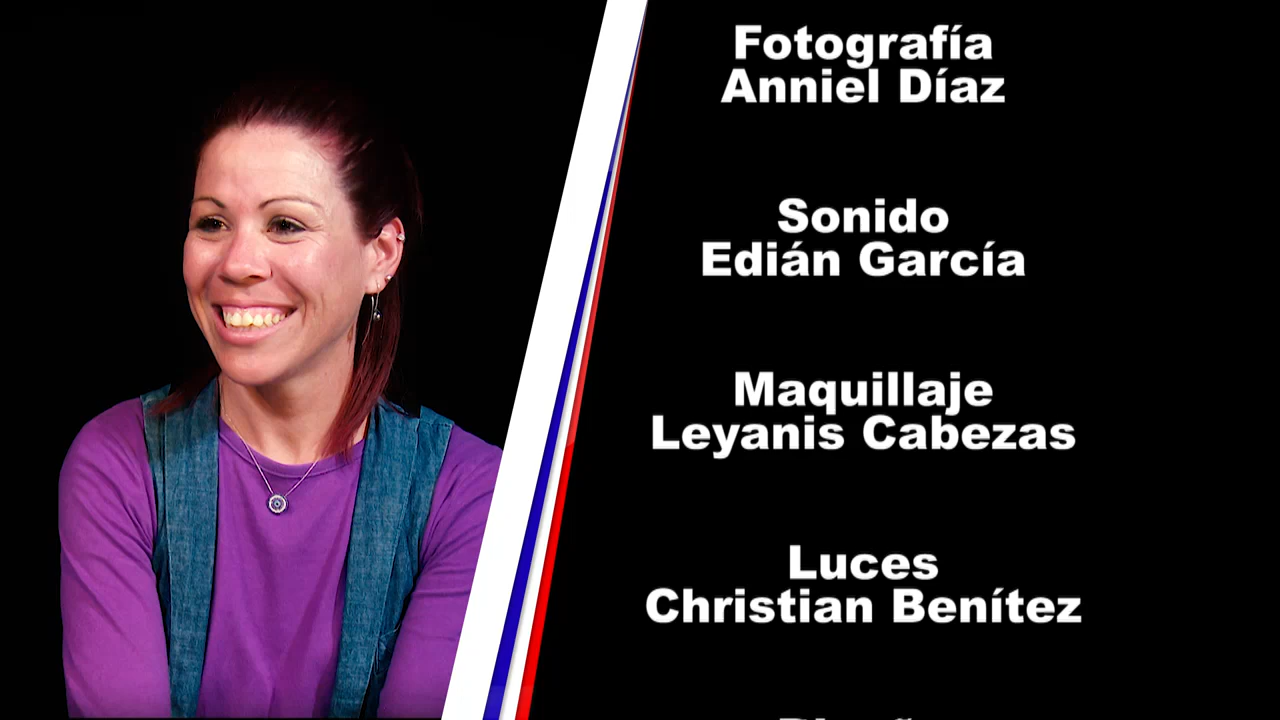 Fotografía
Anniel Díaz
Sonido
Edián García
Maquillaje
Leyanis Cabezas
Luces
Christian Benítez